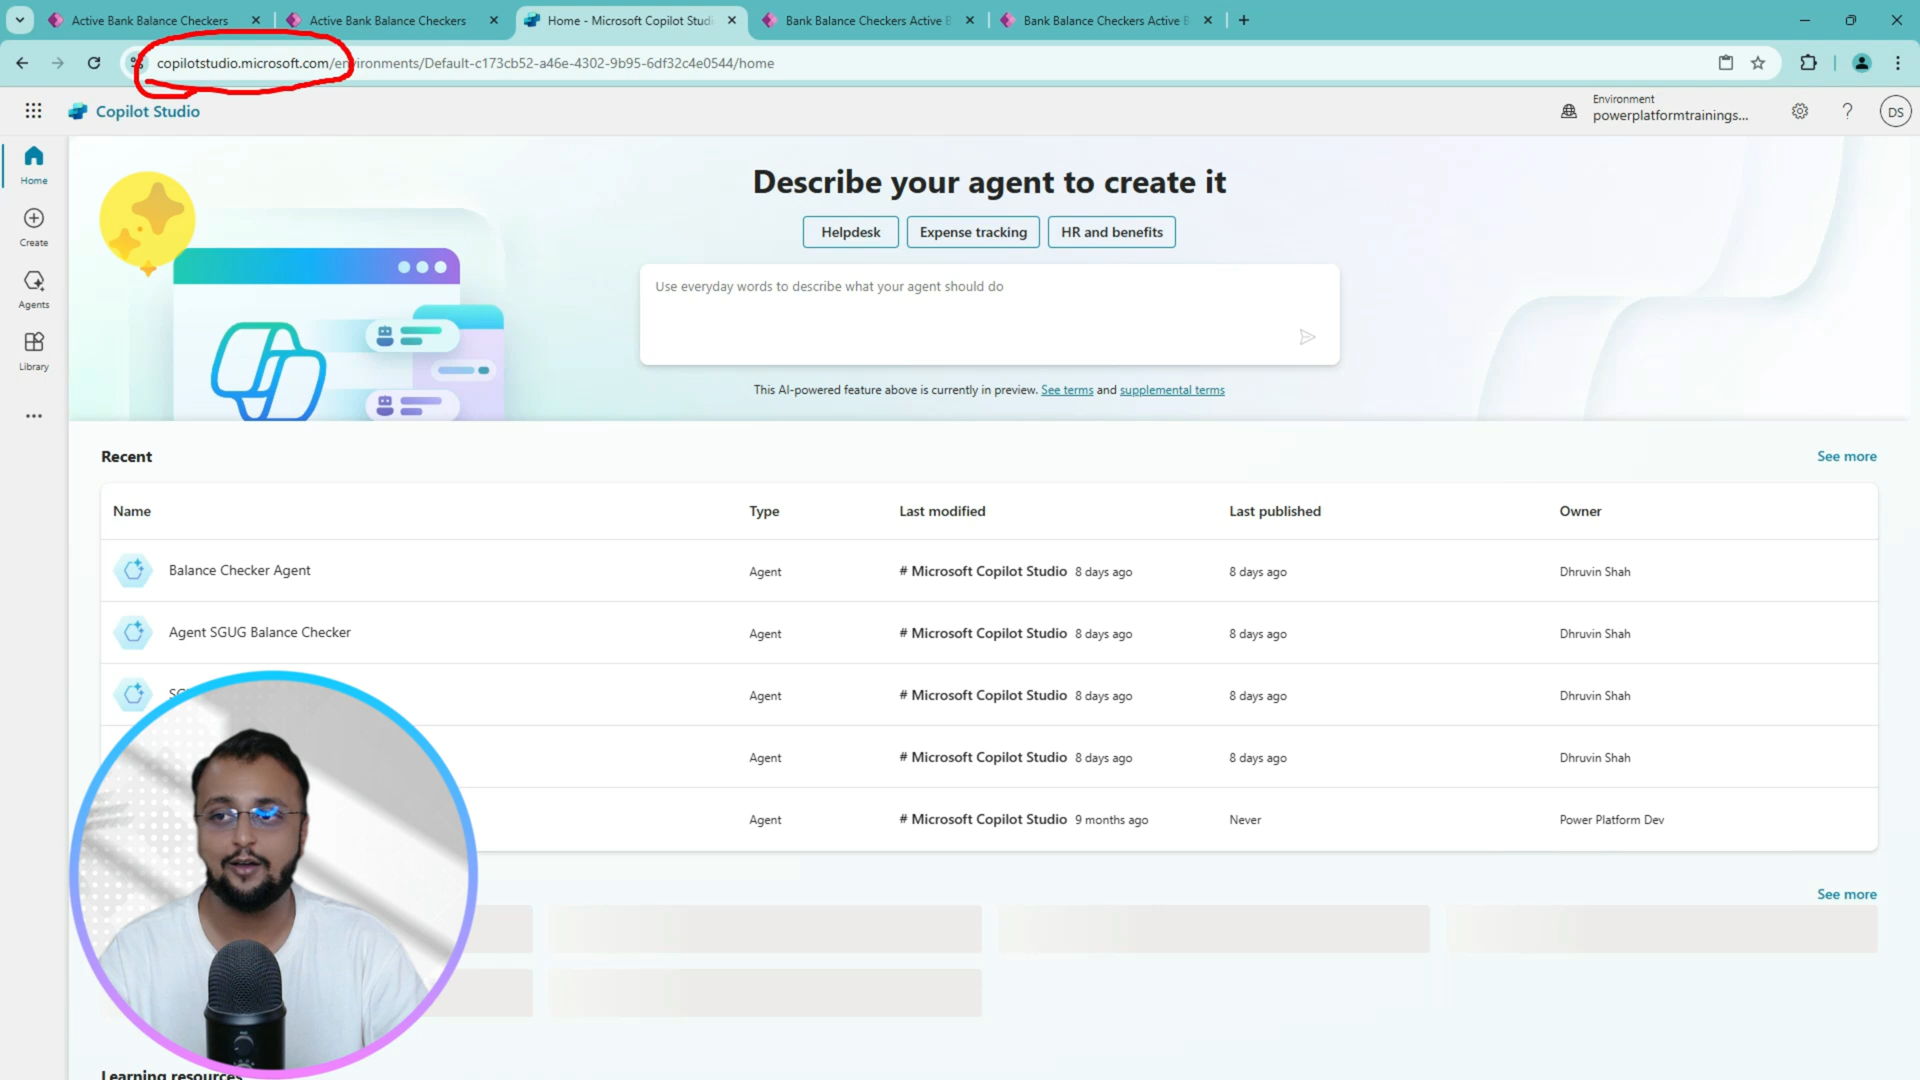 Active Bank Balance Checkers
Active Bank Balance Checkers
Home - Microsoft Copilot Studi
Bank Balance Checkers Active B
Bank Balance Checkers Active B
copilotstudio.microsoft.com/environments/Default-c173cb52-a46e-4302-9b95-6df32c4e0544/home
Copilot Studio
Environment
powerplatformtrainings...
DS
Home
Create
Agents
Library
Describe your agent to create it
Helpdesk
Expense tracking
HR and benefits
Use everyday words to describe what your agent should do
This AI-powered feature above is currently in preview. See terms and supplemental terms
Recent
See more
Name Type Last modified Last published Owner
Balance Checker Agent Agent # Microsoft Copilot Studio 8 days ago 8 days ago Dhruvin Shah
Agent SGUG Balance Checker Agent # Microsoft Copilot Studio 8 days ago 8 days ago Dhruvin Shah
Agent # Microsoft Copilot Studio 8 days ago 8 days ago Dhruvin Shah
Agent # Microsoft Copilot Studio 8 days ago 8 days ago Dhruvin Shah
Agent # Microsoft Copilot Studio 9 months ago Never Power Platform Dev
See more
Learning resources